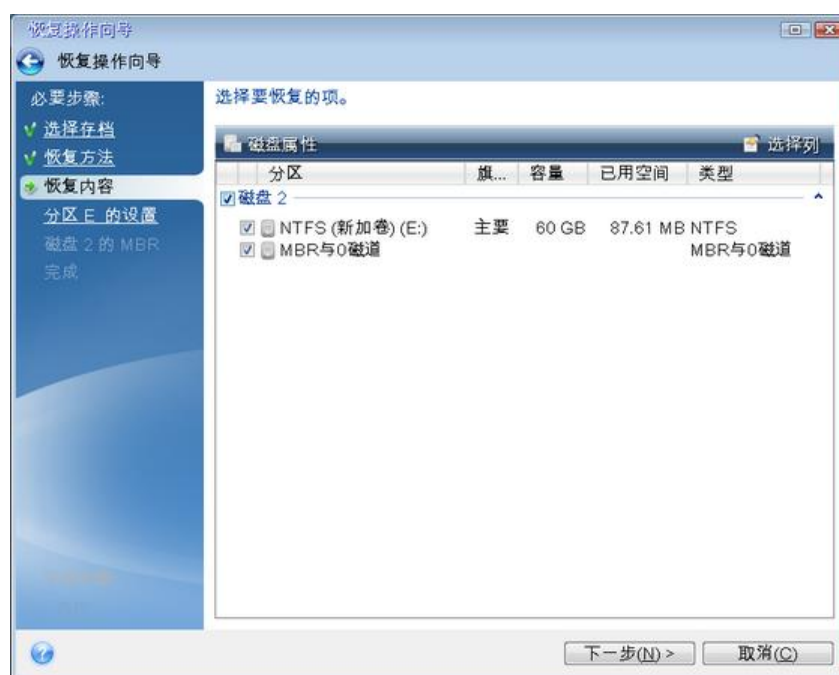 恢复操作向导
恢复操作向导
必要步骤:
选择存档
恢复方法
恢复内容
分区 E 的设置
磁盘 2 的 MBR
完成
选择要恢复的项。
磁盘属性 选择列
分区 旗... 容量 已用空间 类型
磁盘 2
NTFS (新加卷) (E:) 主要 60 GB 87.61 MB NTFS
MBR与0磁道 MBR与0磁道
下一步(N) > 取消(C)